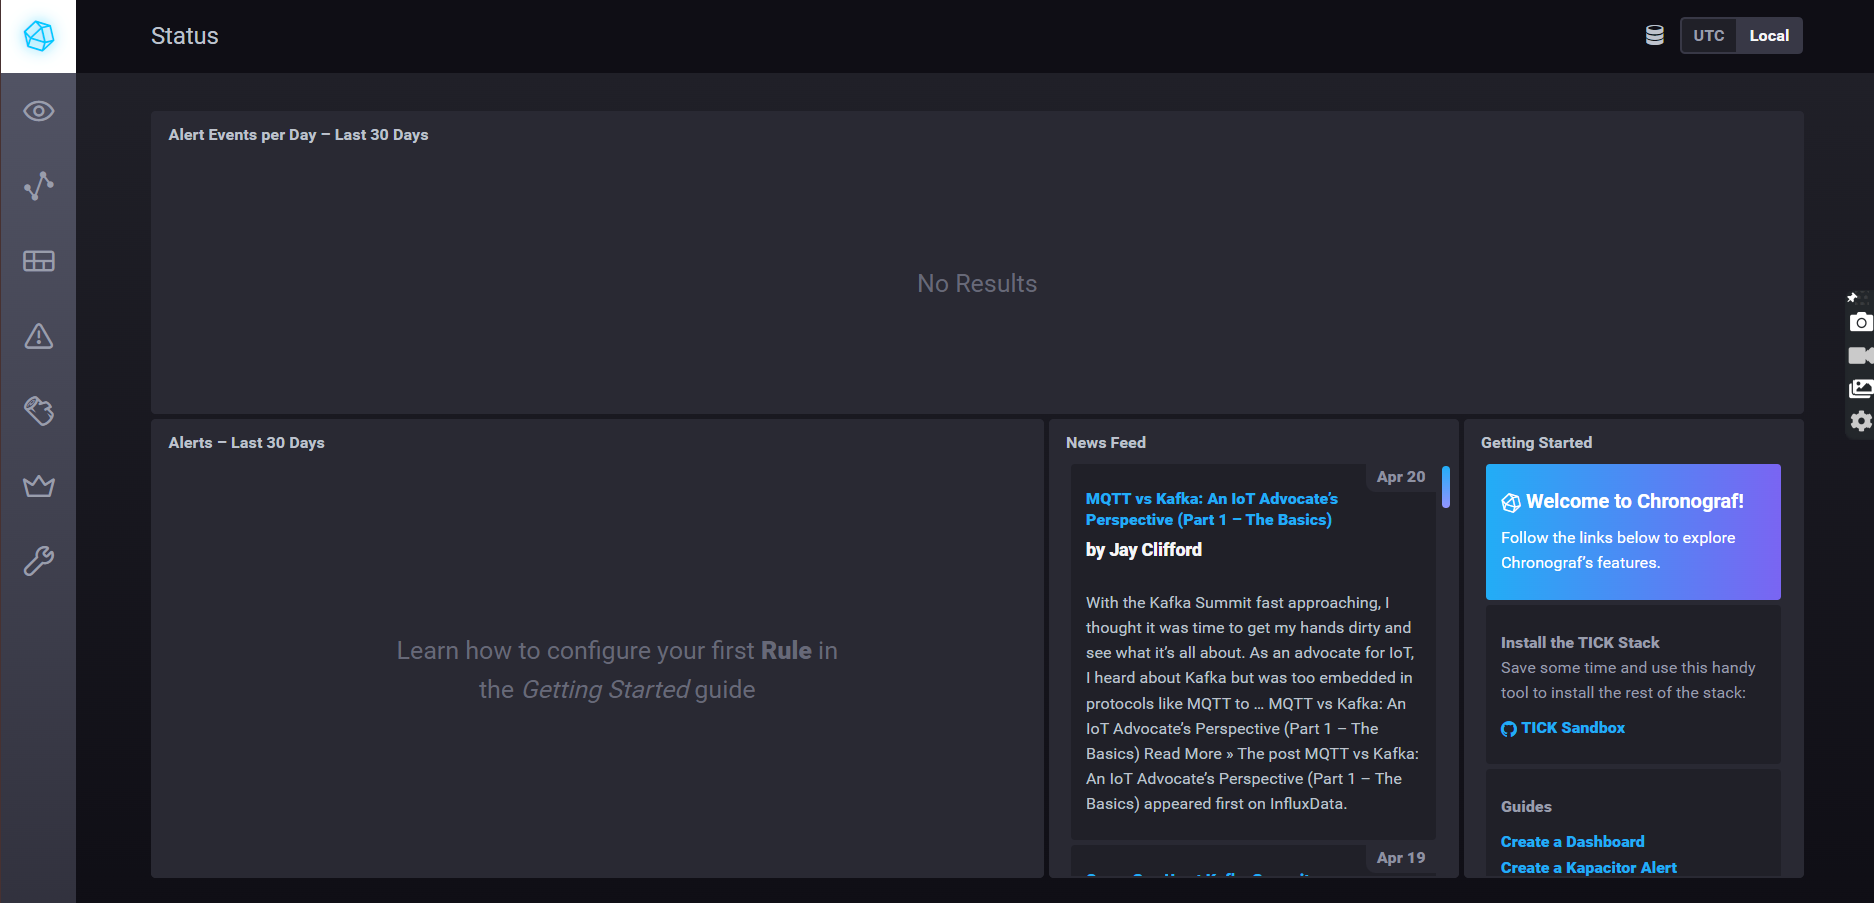 Status
UTC
Local
Alert Events per Day – Last 30 Days
No Results
Alerts – Last 30 Days
Learn how to configure your first Rule in
the Getting Started guide
News Feed
Apr 20
MQTT vs Kafka: An IoT Advocate’s
Perspective (Part 1 – The Basics)
by Jay Clifford
With the Kafka Summit fast approaching, I
thought it was time to get my hands dirty and
see what it’s all about. As an advocate for IoT,
I heard about Kafka but was too embedded in
protocols like MQTT to ... MQTT vs Kafka: An
IoT Advocate’s Perspective (Part 1 – The
Basics) Read More » The post MQTT vs Kafka:
An IoT Advocate’s Perspective (Part 1 – The
Basics) appeared first on InfluxData.
Apr 19
Getting Started
Welcome to Chronograf!
Follow the links below to explore
Chronograf’s features.
Install the TICK Stack
Save some time and use this handy
tool to install the rest of the stack:
TICK Sandbox
Guides
Create a Dashboard
Create a Kapacitor Alert